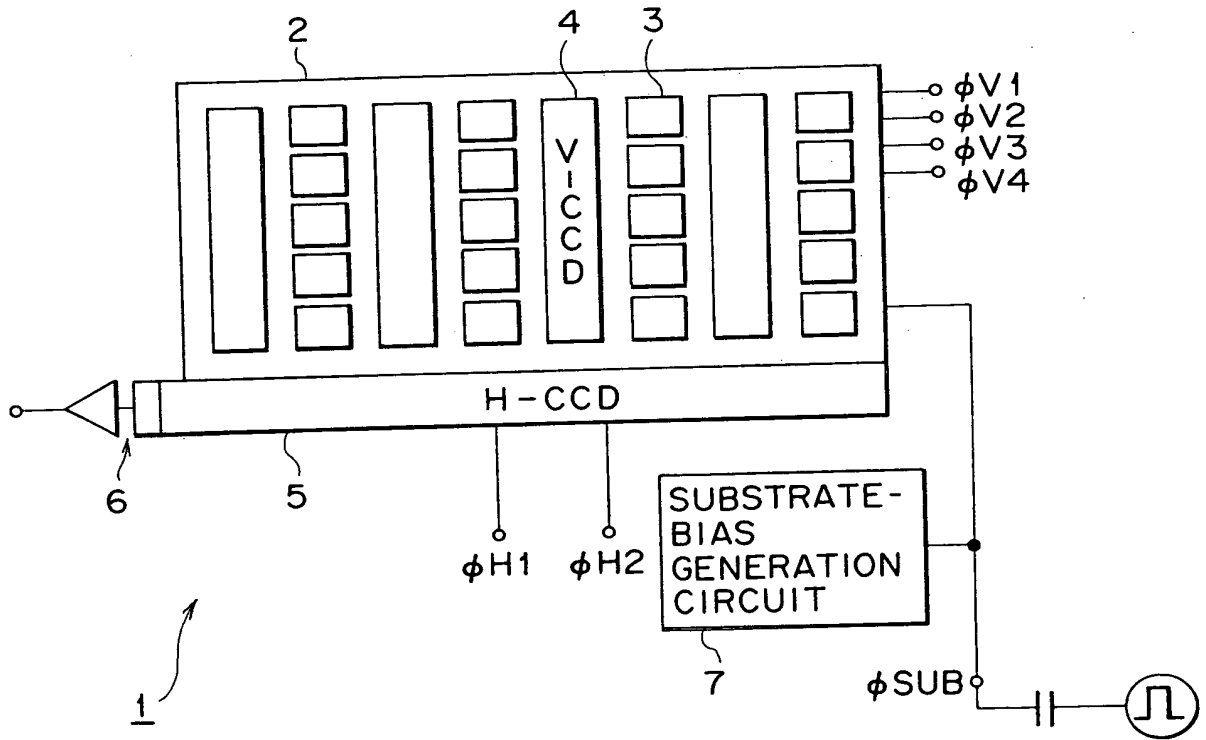 2
4
3
φV1
φV2
φV3
φV4
V-CCD
H-CCD
6
5
φH1
φH2
SUBSTRATE-
BIAS
GENERATION
CIRCUIT
7
φSUB
1